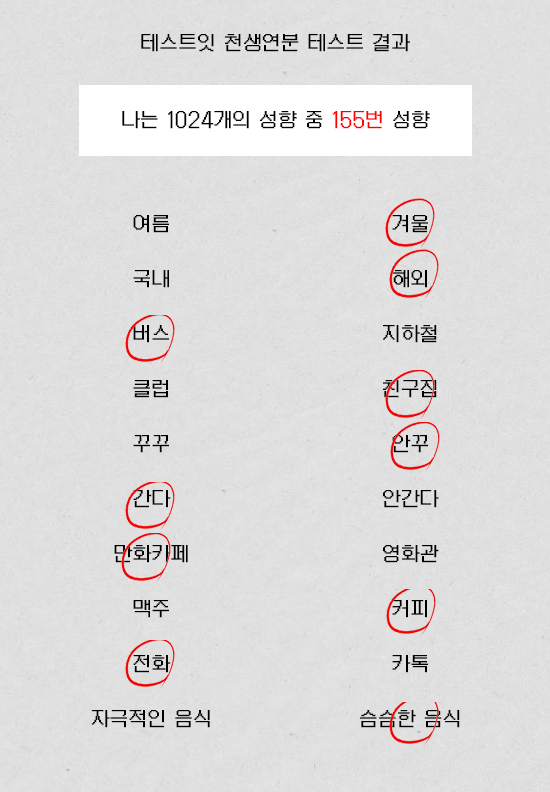 테스트잇 천생연분 테스트 결과
나는 1024개의 성향 중 155번 성향
여름 겨울
국내 해외
버스 지하철
클럽 친구집
꾸꾸 안꾸
간다 안간다
만화카페 영화관
맥주 커피
전화 카톡
자극적인 음식 슴슴한 음식